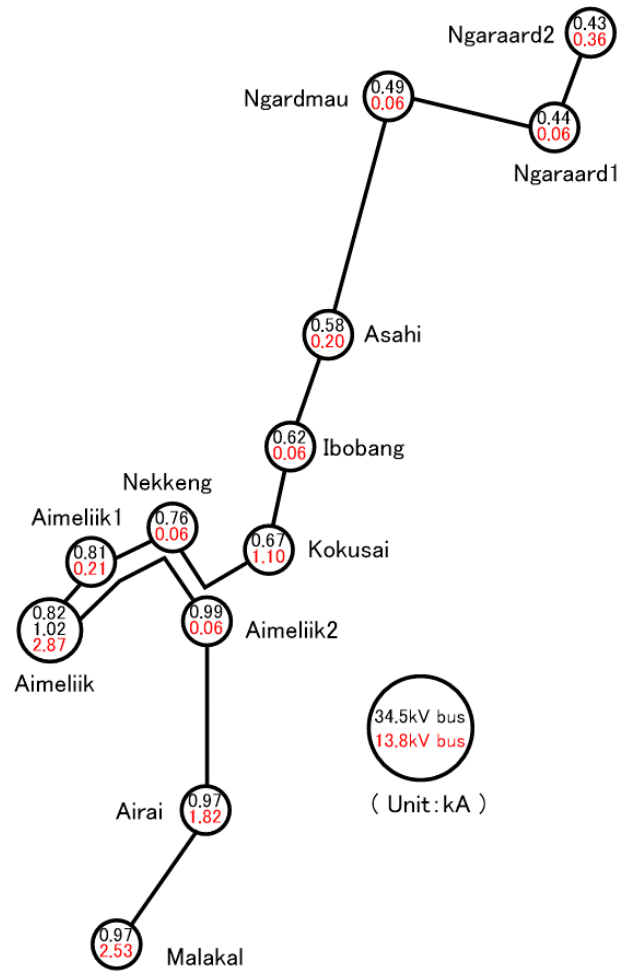 0.43
0.36
Ngaraard2
0.49
0.06
Ngardmau
0.44
0.06
Ngaraard1
0.58
0.20
Asahi
0.62
0.06
Ibobang
Nekkeng
0.76
0.06
Aimeliik1
0.81
0.21
0.67
1.10
Kokusai
0.82
1.02
2.87
Aimeliik
0.99
0.06
Aimeliik2
34.5kV bus
13.8kV bus
( Unit:kA )
Airai
0.97
1.82
0.97
2.53
Malakal